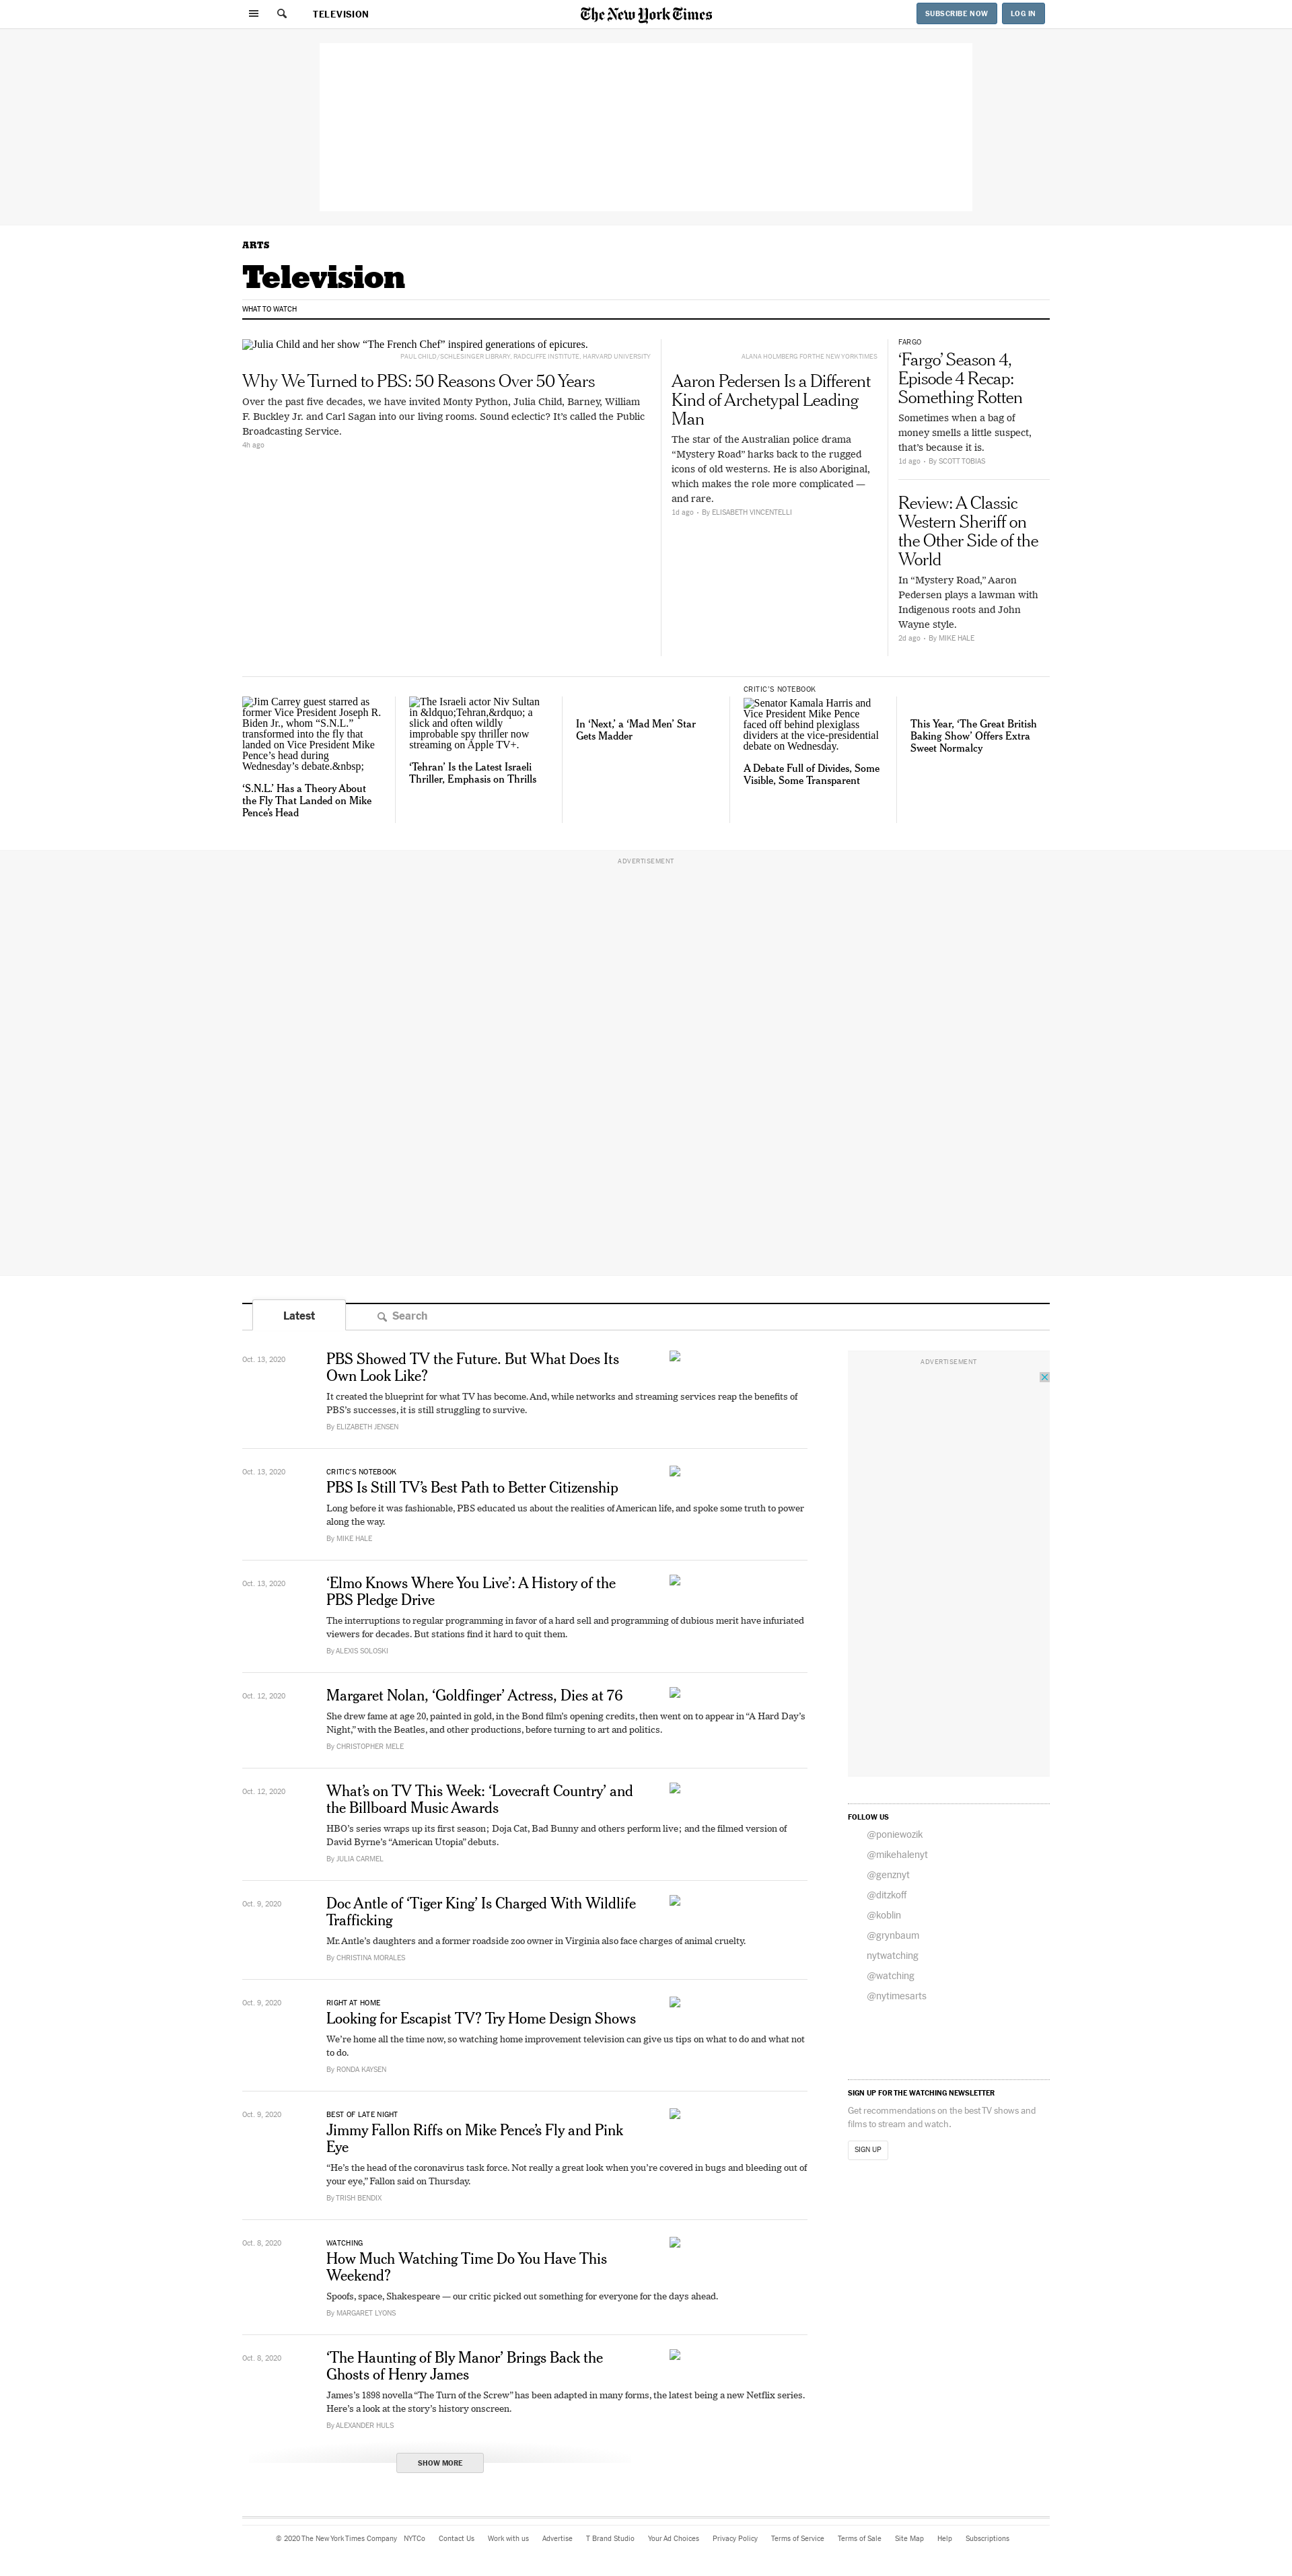 TELEVISION
The New York Times
SUBSCRIBE NOW
LOG IN
ARTS
Television
WHAT TO WATCH
Julia Child and her show “The French Chef” inspired generations of epicures.
PAUL CHILD/SCHLESINGER LIBRARY, RADCLIFFE INSTITUTE, HARVARD UNIVERSITY
Why We Turned to PBS: 50 Reasons Over 50 Years
Over the past five decades, we have invited Monty Python, Julia Child, Barney, William
F. Buckley Jr. and Carl Sagan into our living rooms. Sound eclectic? It’s called the Public
Broadcasting Service.
4h ago
ALANA HOLMBERG FOR THE NEW YORK TIMES
Aaron Pedersen Is a Different
Kind of Archetypal Leading
Man
The star of the Australian police drama
“Mystery Road” harks back to the rugged
icons of old westerns. He is also Aboriginal,
which makes the role more complicated —
and rare.
1d ago • By ELISABETH VINCENTELLI
FARGO
‘Fargo’ Season 4,
Episode 4 Recap:
Something Rotten
Sometimes when a bag of
money smells a little suspect,
that’s because it is.
1d ago • By SCOTT TOBIAS
Review: A Classic
Western Sheriff on
the Other Side of the
World
In “Mystery Road,” Aaron
Pedersen plays a lawman with
Indigenous roots and John
Wayne style.
2d ago • By MIKE HALE
Jim Carrey guest starred as
former Vice President Joseph R.
Biden Jr., whom “S.N.L.”
transformed into the fly that
landed on Vice President Mike
Pence’s head during
Wednesday’s debate.&nbsp;
‘S.N.L.’ Has a Theory About
the Fly That Landed on Mike
Pence’s Head
The Israeli actor Niv Sultan
in &ldquo;Tehran,&rdquo; a
slick and often wildly
improbable spy thriller now
streaming on Apple TV+.
‘Tehran’ Is the Latest Israeli
Thriller, Emphasis on Thrills
In ‘Next,’ a ‘Mad Men’ Star
Gets Madder
CRITIC’S NOTEBOOK
Senator Kamala Harris and
Vice President Mike Pence
faced off behind plexiglass
dividers at the vice-presidential
debate on Wednesday.
A Debate Full of Divides, Some
Visible, Some Transparent
This Year, ‘The Great British
Baking Show’ Offers Extra
Sweet Normalcy
ADVERTISEMENT
Latest
Search
Oct. 13, 2020
PBS Showed TV the Future. But What Does Its
Own Look Like?
It created the blueprint for what TV has become. And, while networks and streaming services reap the benefits of
PBS’s successes, it is still struggling to survive.
By ELIZABETH JENSEN
Oct. 13, 2020
CRITIC’S NOTEBOOK
PBS Is Still TV’s Best Path to Better Citizenship
Long before it was fashionable, PBS educated us about the realities of American life, and spoke some truth to power
along the way.
By MIKE HALE
Oct. 13, 2020
‘Elmo Knows Where You Live’: A History of the
PBS Pledge Drive
The interruptions to regular programming in favor of a hard sell and programming of dubious merit have infuriated
viewers for decades. But stations find it hard to quit them.
By ALEXIS SOLOSKI
Oct. 12, 2020
Margaret Nolan, ‘Goldfinger’ Actress, Dies at 76
She drew fame at age 20, painted in gold, in the Bond film’s opening credits, then went on to appear in “A Hard Day’s
Night,” with the Beatles, and other productions, before turning to art and politics.
By CHRISTOPHER MELE
Oct. 12, 2020
What’s on TV This Week: ‘Lovecraft Country’ and
the Billboard Music Awards
HBO’s series wraps up its first season; Doja Cat, Bad Bunny and others perform live; and the filmed version of
David Byrne’s “American Utopia” debuts.
By JULIA CARMEL
Oct. 9, 2020
Doc Antle of ‘Tiger King’ Is Charged With Wildlife
Trafficking
Mr. Antle’s daughters and a former roadside zoo owner in Virginia also face charges of animal cruelty.
By CHRISTINA MORALES
Oct. 9, 2020
RIGHT AT HOME
Looking for Escapist TV? Try Home Design Shows
We’re home all the time now, so watching home improvement television can give us tips on what to do and what not
to do.
By RONDA KAYSEN
Oct. 9, 2020
BEST OF LATE NIGHT
Jimmy Fallon Riffs on Mike Pence’s Fly and Pink
Eye
“He’s the head of the coronavirus task force. Not really a great look when you’re covered in bugs and bleeding out of
your eye,” Fallon said on Thursday.
By TRISH BENDIX
Oct. 8, 2020
WATCHING
How Much Watching Time Do You Have This
Weekend?
Spoofs, space, Shakespeare — our critic picked out something for everyone for the days ahead.
By MARGARET LYONS
Oct. 8, 2020
‘The Haunting of Bly Manor’ Brings Back the
Ghosts of Henry James
James’s 1898 novella “The Turn of the Screw” has been adapted in many forms, the latest being a new Netflix series.
Here’s a look at the story’s history onscreen.
By ALEXANDER HULS
SHOW MORE
ADVERTISEMENT
FOLLOW US
@poniewozik
@mikehalenyt
@genznyt
@ditzkoff
@koblin
@grynbaum
nytwatching
@watching
@nytimesarts
SIGN UP FOR THE WATCHING NEWSLETTER
Get recommendations on the best TV shows and
films to stream and watch.
SIGN UP
© 2020 The New York Times Company NYTCo Contact Us Work with us Advertise T Brand Studio Your Ad Choices Privacy Policy Terms of Service Terms of Sale Site Map Help Subscriptions